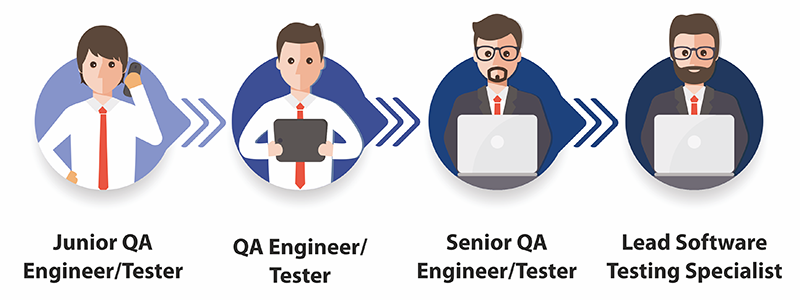 Junior QA
Engineer/Tester
QA Engineer/
Tester
Senior QA
Engineer/Tester
Lead Software
Testing Specialist